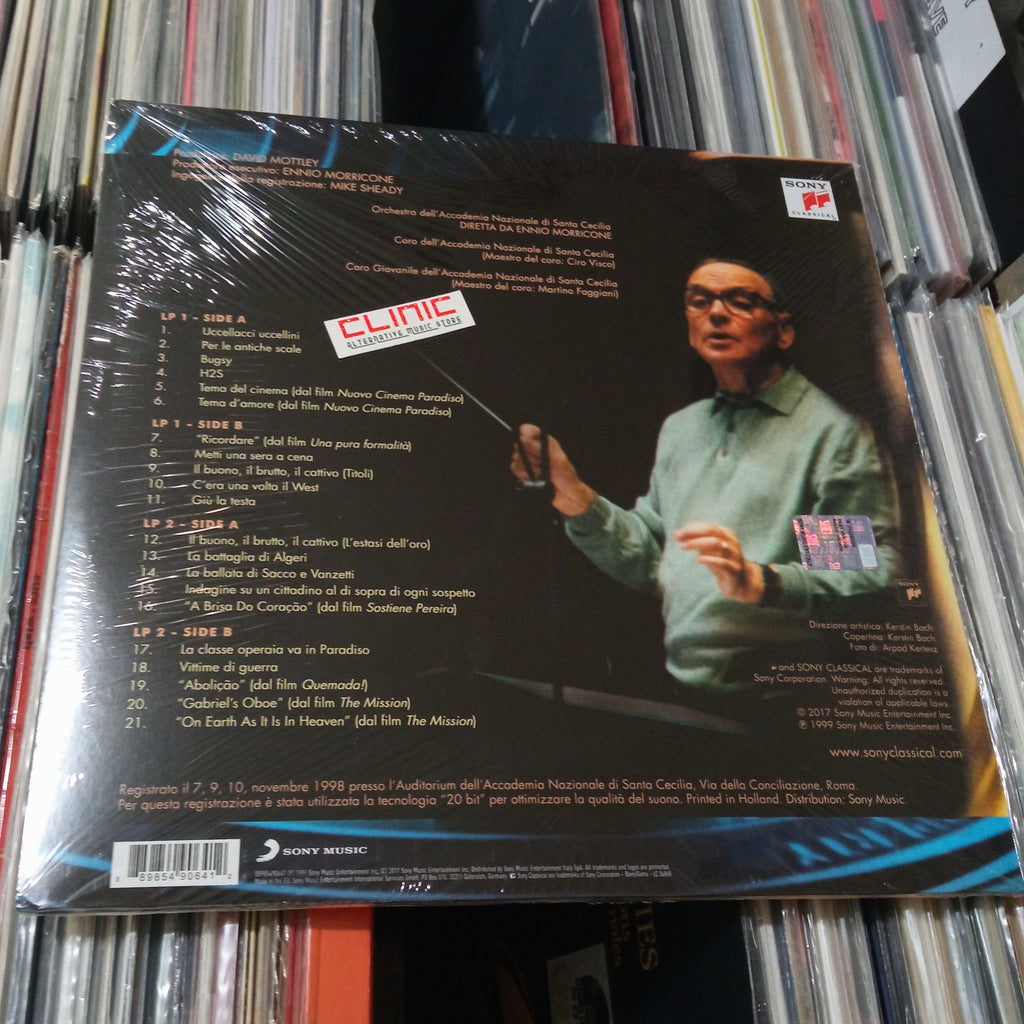 DAVID MOTTLEY
executivo: ENNIO MORRICONE
registrazione: MIKE SHEADY
SONY
CLASSICAL
Orchestra dell'Accademia Nazionale di Santa Cecilia
DIRETTA DA ENNIO MORRICONE
Coro dell'Accademia Nazionale di Santa Cecilia
(Maestro del coro: Ciro Visco)
Coro Giovanile dell'Accademia Nazionale di Santa Cecilia
(Maestro del coro: Martino Faggiani)
CLINIC
ALTERNATIVE MUSIC STORE
LP 1 - SIDE A
1. Uccellacci uccellini
2. Per le antiche scale
3. Bugsy
4. H2S
5. Tema del cinema (dal film Nuovo Cinema Paradiso)
6. Tema d'amore (dal film Nuovo Cinema Paradiso)
LP 1 - SIDE B
7. "Ricordare" (dal film Una pura formalità)
8. Metti una sera a cena
9. Il buono, il brutto, il cattivo (Titoli)
10. C'era una volta il West
11. Giù la testa
LP 2 - SIDE A
12. Il buono, il brutto, il cattivo (L'estasi dell'oro)
13. La battaglia di Algeri
14. La ballata di Sacco e Vanzetti
15. Indagine su un cittadino al di sopra di ogni sospetto
16. "A Brisa Do Coração" (dal film Sostiene Pereira)
LP 2 - SIDE B
17. La classe operaia va in Paradiso
18. Vittime di guerra
19. "Abolição" (dal film Quemada!)
20. "Gabriel's Oboe" (dal film The Mission)
21. "On Earth As It Is In Heaven" (dal film The Mission)
SONY
Direzione artistica: Kerstin Bach
Copertina: Kerstin Bach
Foto di: Arpad Kertesz
and SONY CLASSICAL are trademarks of
Sony Corporation. Warning: All rights reserved.
Unauthorized duplication is a
violation of applicable laws.
© 2017 Sony Music Entertainment Inc.
℗ 1999 Sony Music Entertainment Inc.
www.sonyclassical.com
Registrato il 7, 9, 10, novembre 1998 presso l'Auditorium dell'Accademia Nazionale di Santa Cecilia, Via della Conciliazione, Roma.
Per questa registrazione è stata utilizzata la tecnologia "20 bit" per ottimizzare la qualità del suono. Printed in Holland. Distribution: Sony Music.
8 89854 90641 2
SONY MUSIC